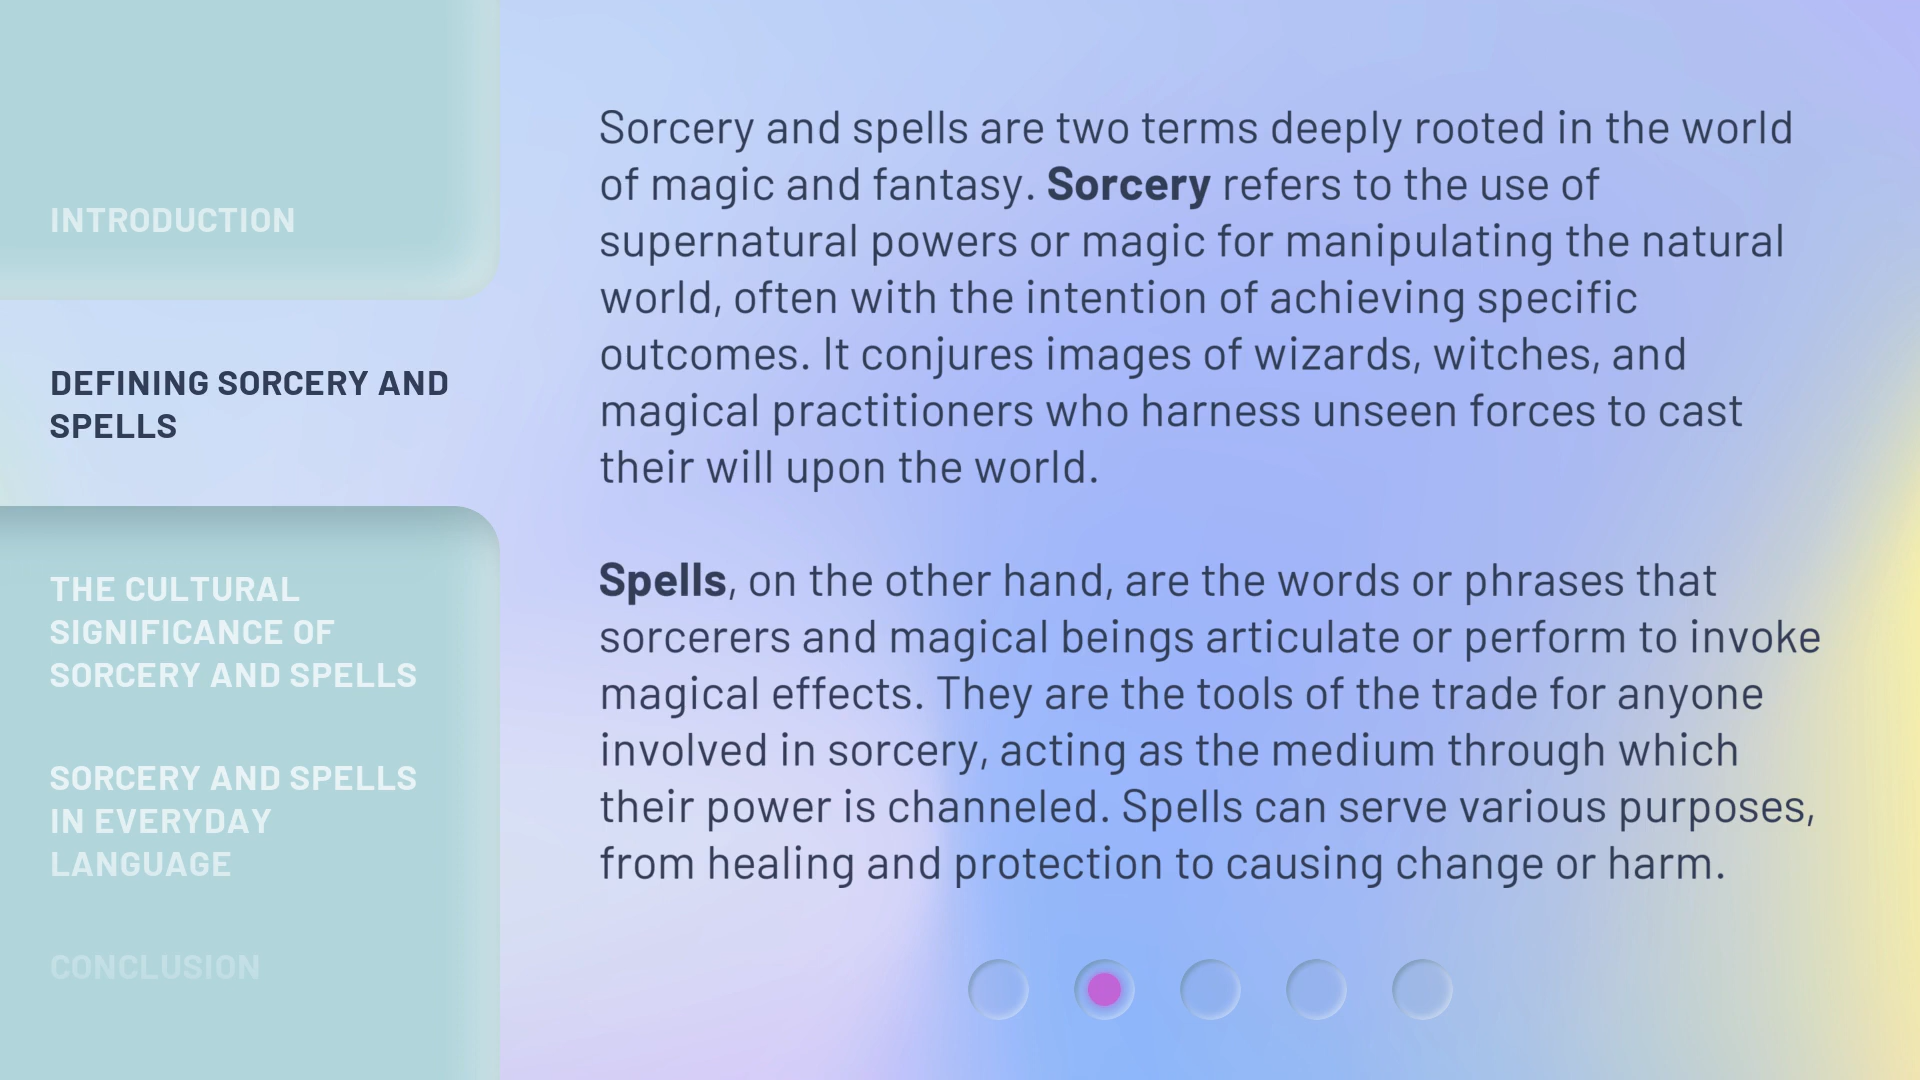 INTRODUCTION
DEFINING SORCERY AND
SPELLS
THE CULTURAL
SIGNIFICANCE OF
SORCERY AND SPELLS
SORCERY AND SPELLS
IN EVERYDAY
LANGUAGE
CONCLUSION
Sorcery and spells are two terms deeply rooted in the world
of magic and fantasy. Sorcery refers to the use of
supernatural powers or magic for manipulating the natural
world, often with the intention of achieving specific
outcomes. It conjures images of wizards, witches, and
magical practitioners who harness unseen forces to cast
their will upon the world.
Spells, on the other hand, are the words or phrases that
sorcerers and magical beings articulate or perform to invoke
magical effects. They are the tools of the trade for anyone
involved in sorcery, acting as the medium through which
their power is channeled. Spells can serve various purposes,
from healing and protection to causing change or harm.